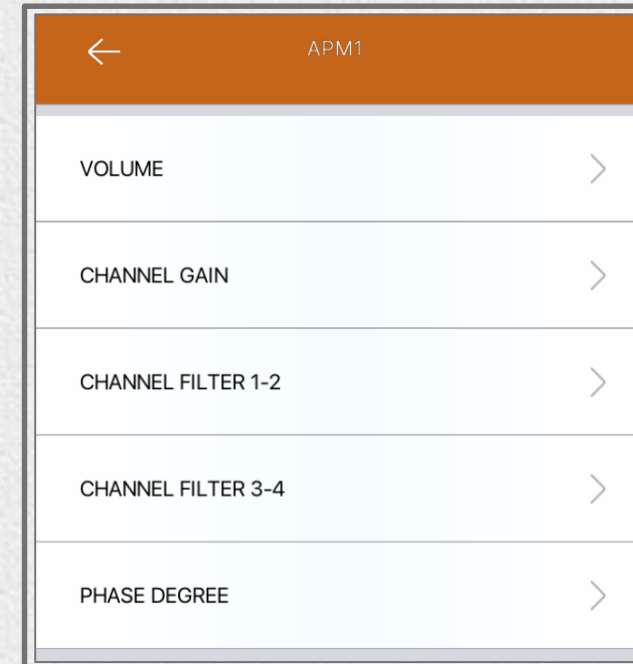 APM1
VOLUME
CHANNEL GAIN
CHANNEL FILTER 1-2
CHANNEL FILTER 3-4
PHASE DEGREE